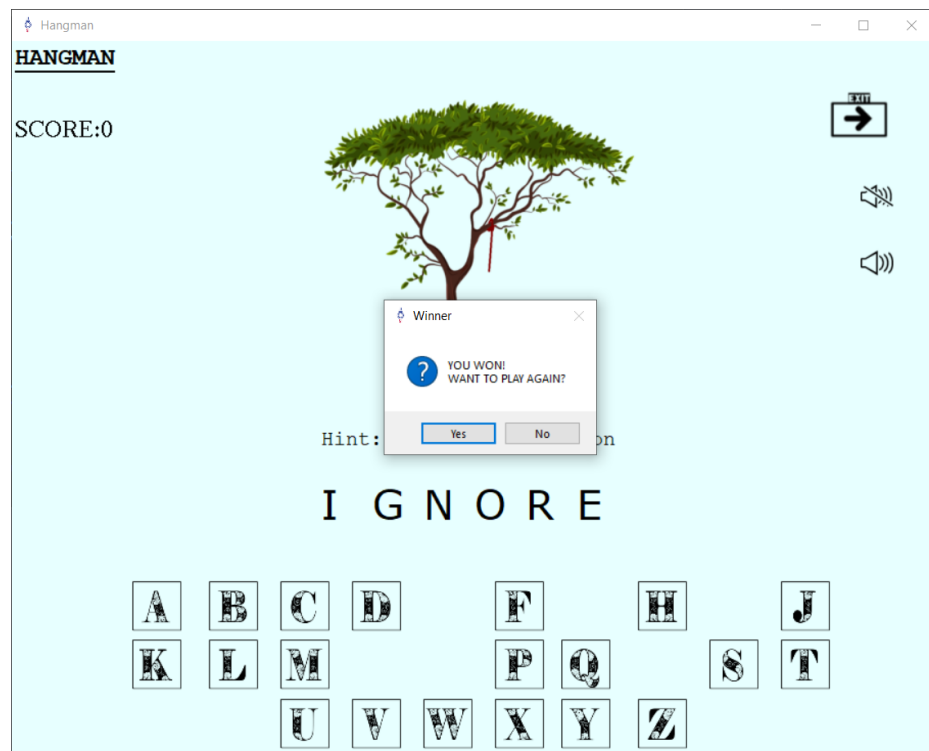 Hangman
HANGMAN
EXIT
SCORE:0
Winner
YOU WON!
WANT TO PLAY AGAIN?
Yes No
Hint:
I G N O R E
A B C D F H J
K L M P Q S T
U V W X Y Z